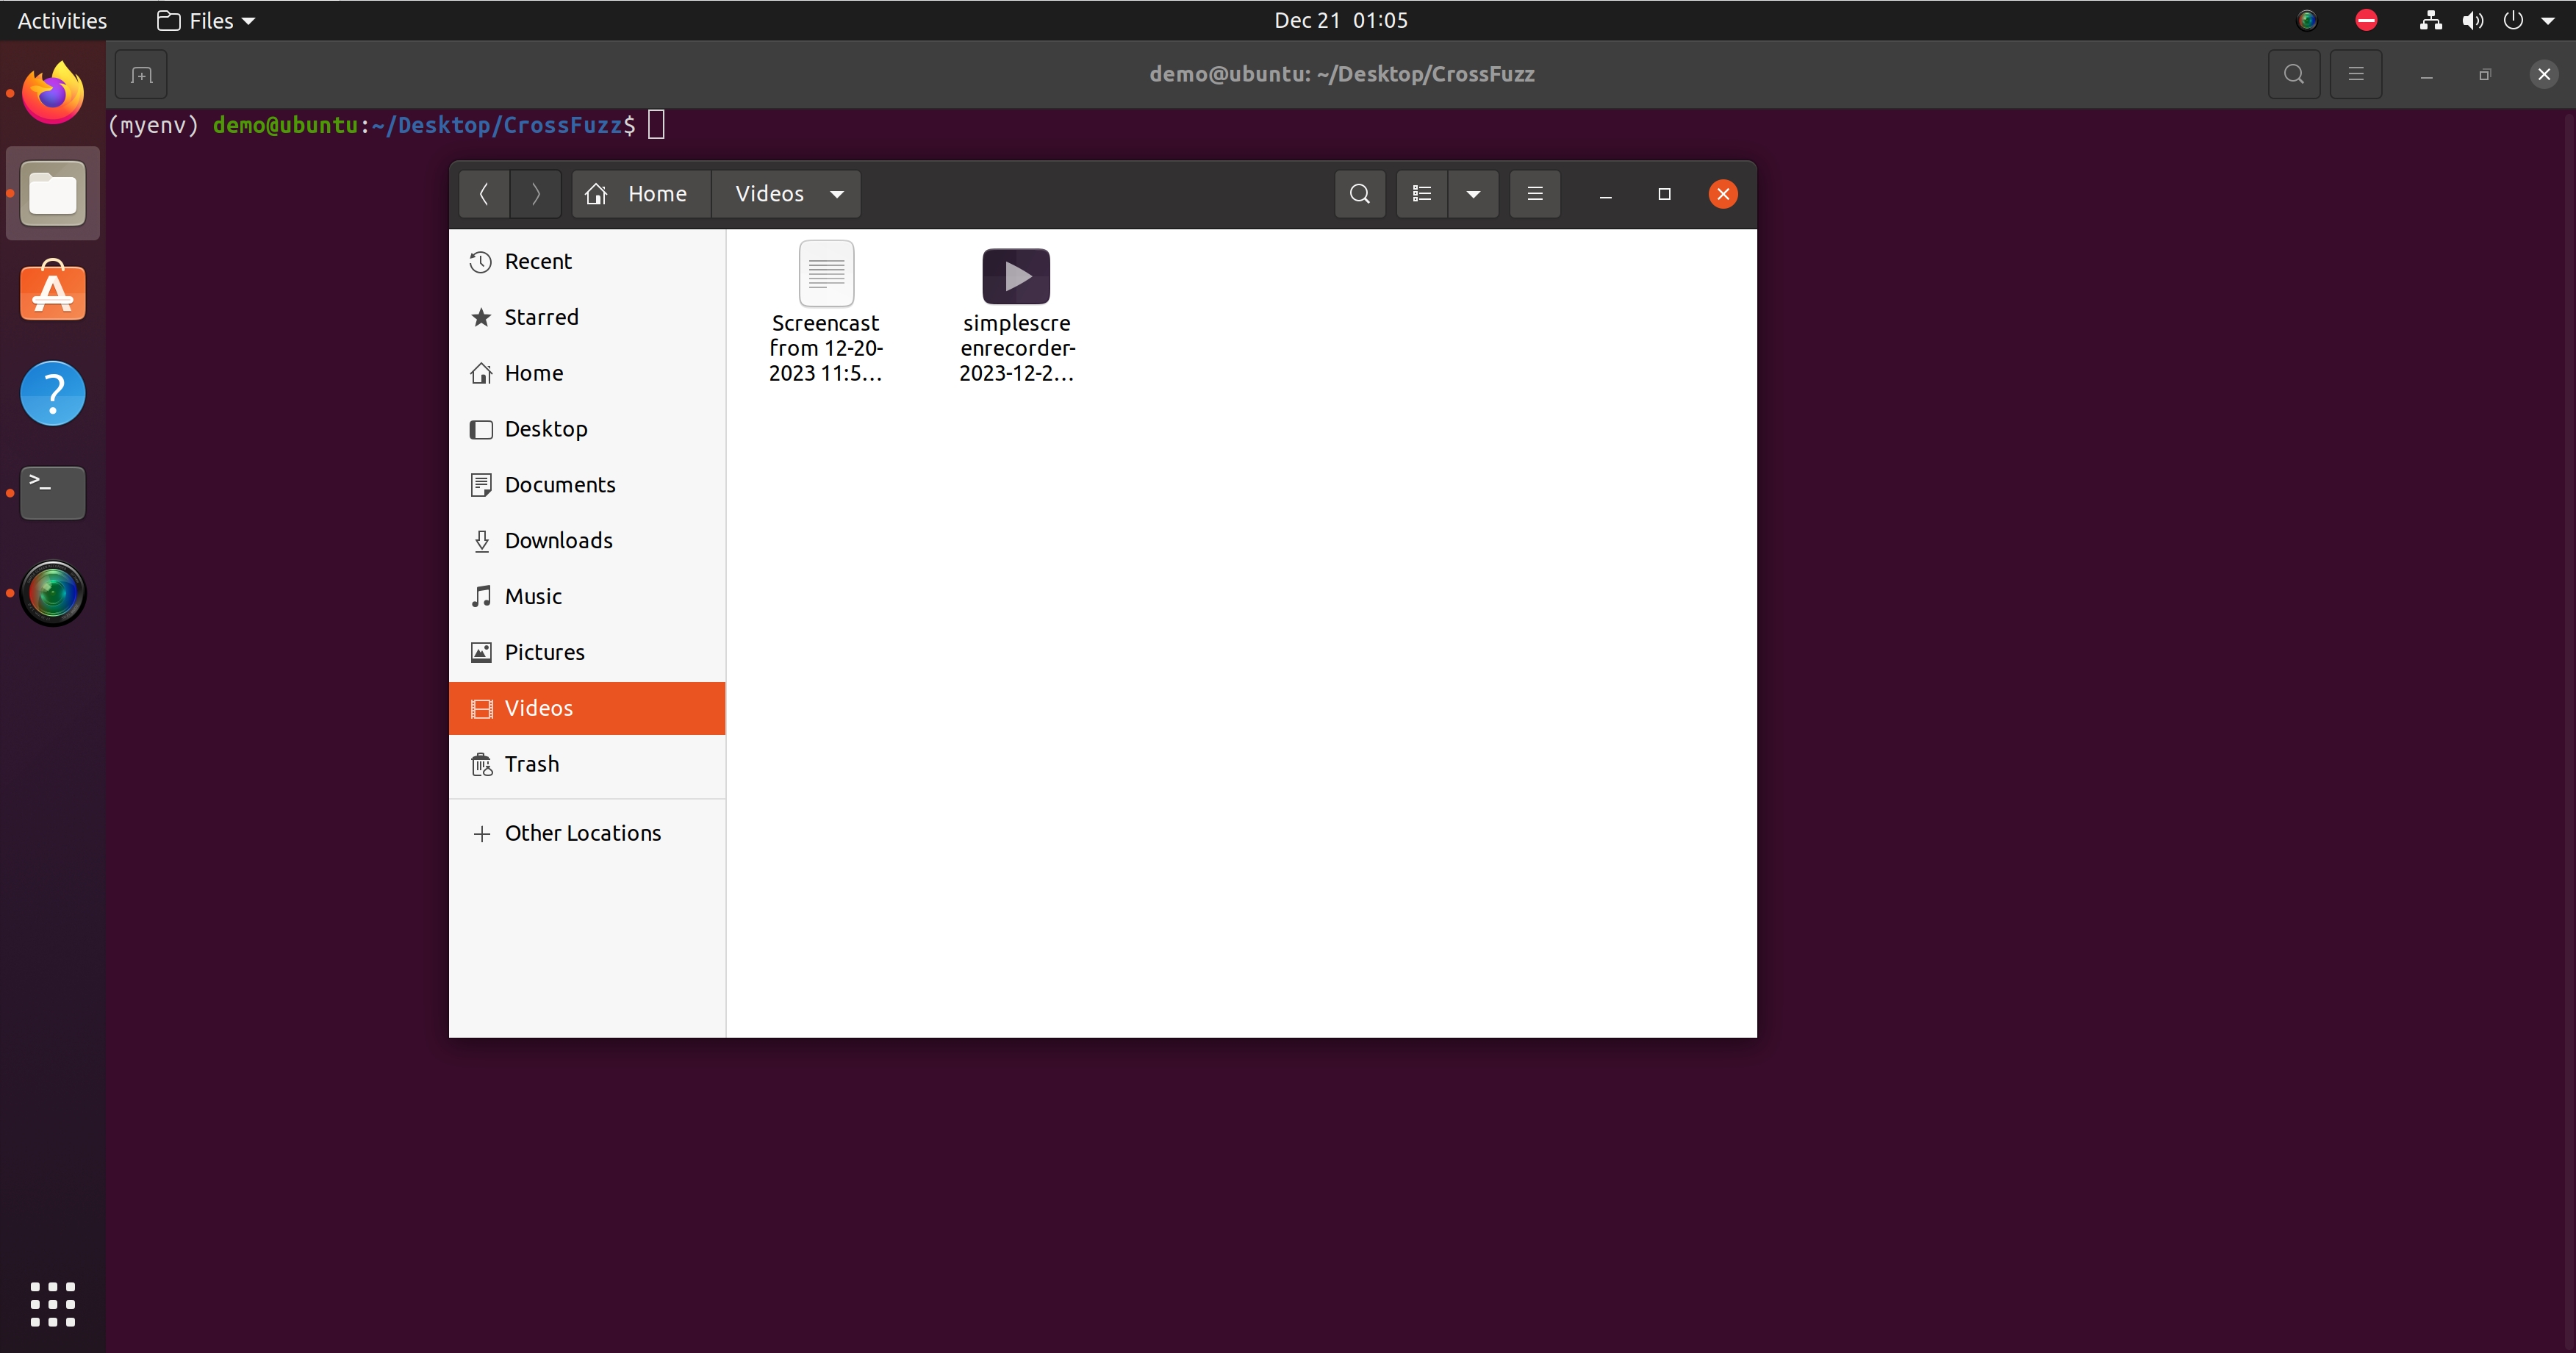 Activities Files Dec 21 01:05
demo@ubuntu: ~/Desktop/CrossFuzz
(myenv) demo@ubuntu:~/Desktop/CrossFuzz$
Home Videos
Recent
Starred
Home
Desktop
Documents
Downloads
Music
Pictures
Videos
Trash
Other Locations
Screencast
from 12-20-
2023 11:5…
simplescre
enrecorder-
2023-12-2…